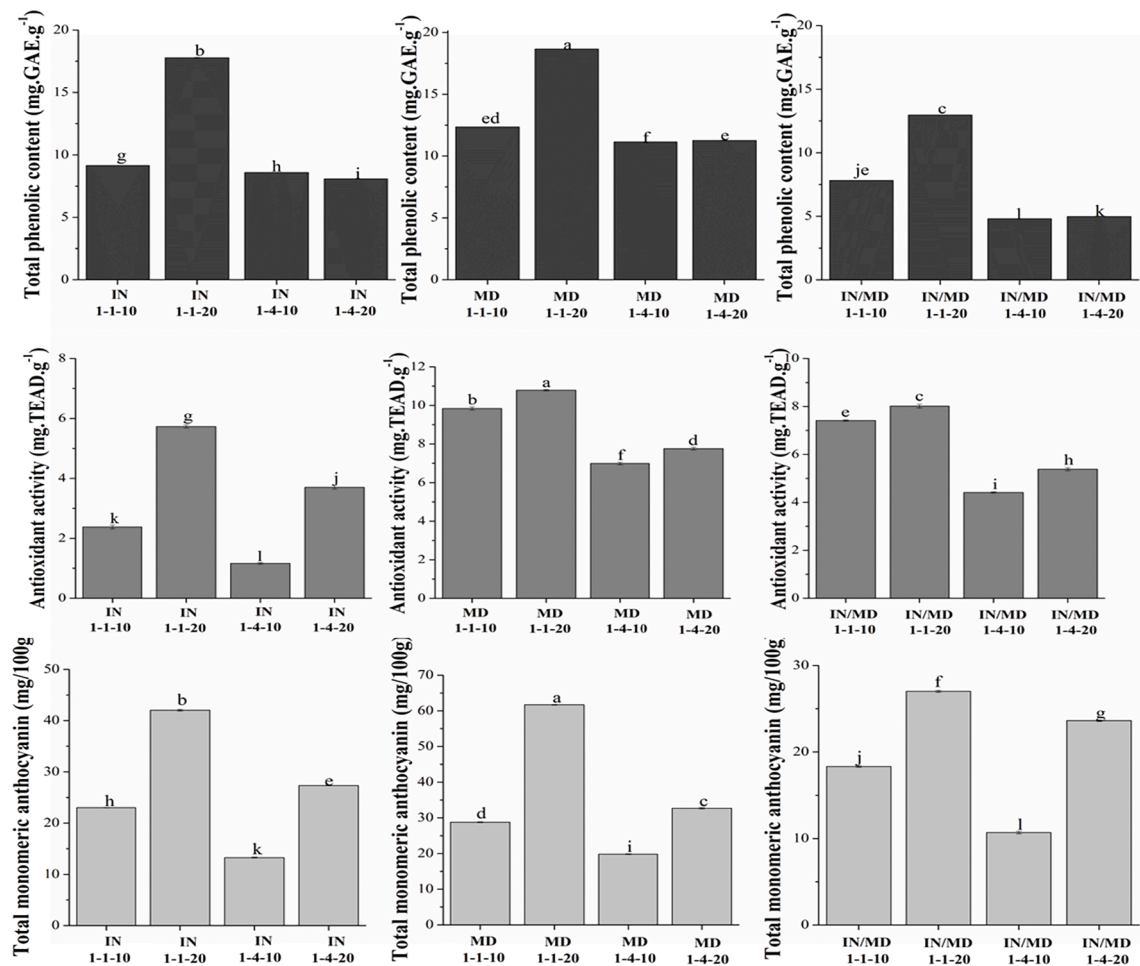 Total phenolic content (mg.GAE.g-1)
20
15
10
5
0
g
b
h
i
IN
1-1-10
IN
1-1-20
IN
1-4-10
IN
1-4-20
Total phenolic content (mg.GAE.g-1)
20
15
10
5
0
ed
a
f
e
MD
1-1-10
MD
1-1-20
MD
1-4-10
MD
1-4-20
Total phenolic content (mg.GAE.g-1)
20
15
10
5
0
je
c
l
k
IN/MD
1-1-10
IN/MD
1-1-20
IN/MD
1-4-10
IN/MD
1-4-20
Antioxidant activity (mg.TEAD.g-1)
8
6
4
2
0
k
g
l
j
IN
1-1-10
IN
1-1-20
IN
1-4-10
IN
1-4-20
Antioxidant activity (mg.TEAD.g-1)
12
10
8
6
4
2
0
b
a
f
d
MD
1-1-10
MD
1-1-20
MD
1-4-10
MD
1-4-20
Antioxidant activity (mg.TEAD.g-1)
10
8
6
4
2
0
e
c
i
h
IN/MD
1-1-10
IN/MD
1-1-20
IN/MD
1-4-10
IN/MD
1-4-20
Total monomeric anthocyanin (mg/100g)
50
40
30
20
10
0
h
b
k
e
IN
1-1-10
IN
1-1-20
IN
1-4-10
IN
1-4-20
Total monomeric anthocyanin (mg/100g)
70
60
50
40
30
20
10
0
d
a
i
c
MD
1-1-10
MD
1-1-20
MD
1-4-10
MD
1-4-20
Total monomeric anthocyanin (mg/100g
30
20
10
0
j
f
l
g
IN/MD
1-1-10
IN/MD
1-1-20
IN/MD
1-4-10
IN/MD
1-4-20